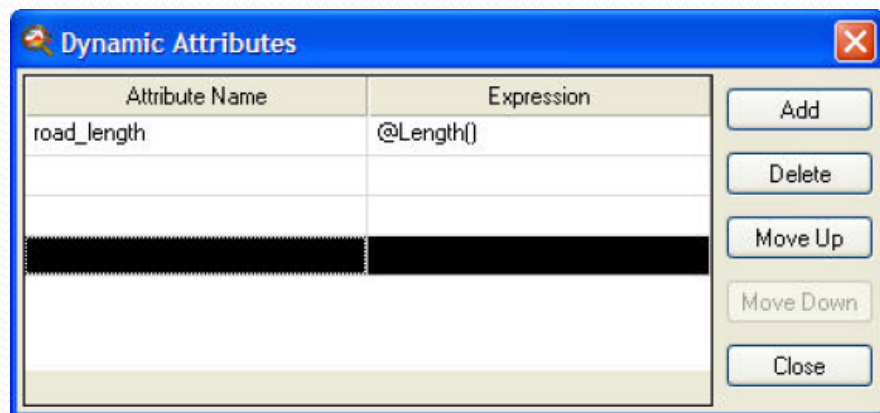 Dynamic Attributes
Attribute Name Expression
road_length @Length()
Add
Delete
Move Up
Move Down
Close